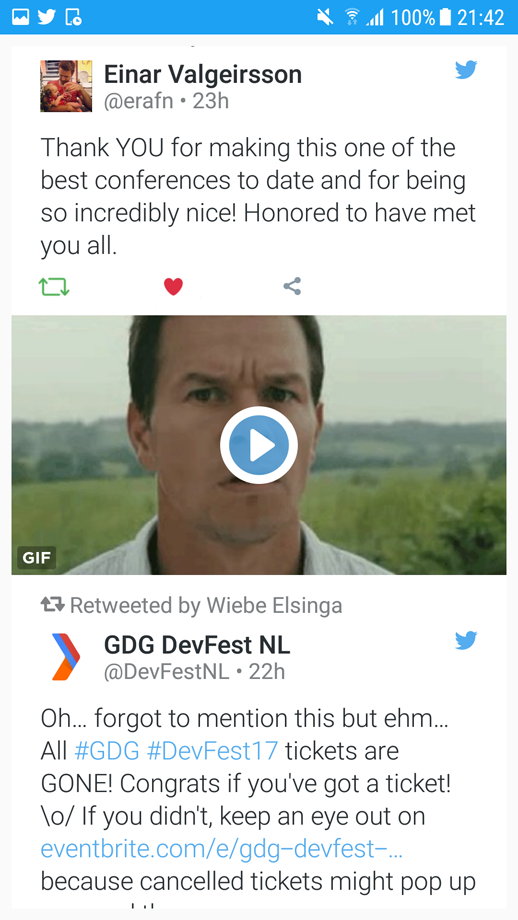 100% 21:42
Einar Valgeirsson
@erafn • 23h
Thank YOU for making this one of the
best conferences to date and for being
so incredibly nice! Honored to have met
you all.
GIF
Retweeted by Wiebe Elsinga
GDG DevFest NL
@DevFestNL • 22h
Oh... forgot to mention this but ehm...
All #GDG #DevFest17 tickets are
GONE! Congrats if you've got a ticket!
\o/ If you didn't, keep an eye out on
eventbrite.com/e/gdg-devfest-...
because cancelled tickets might pop up